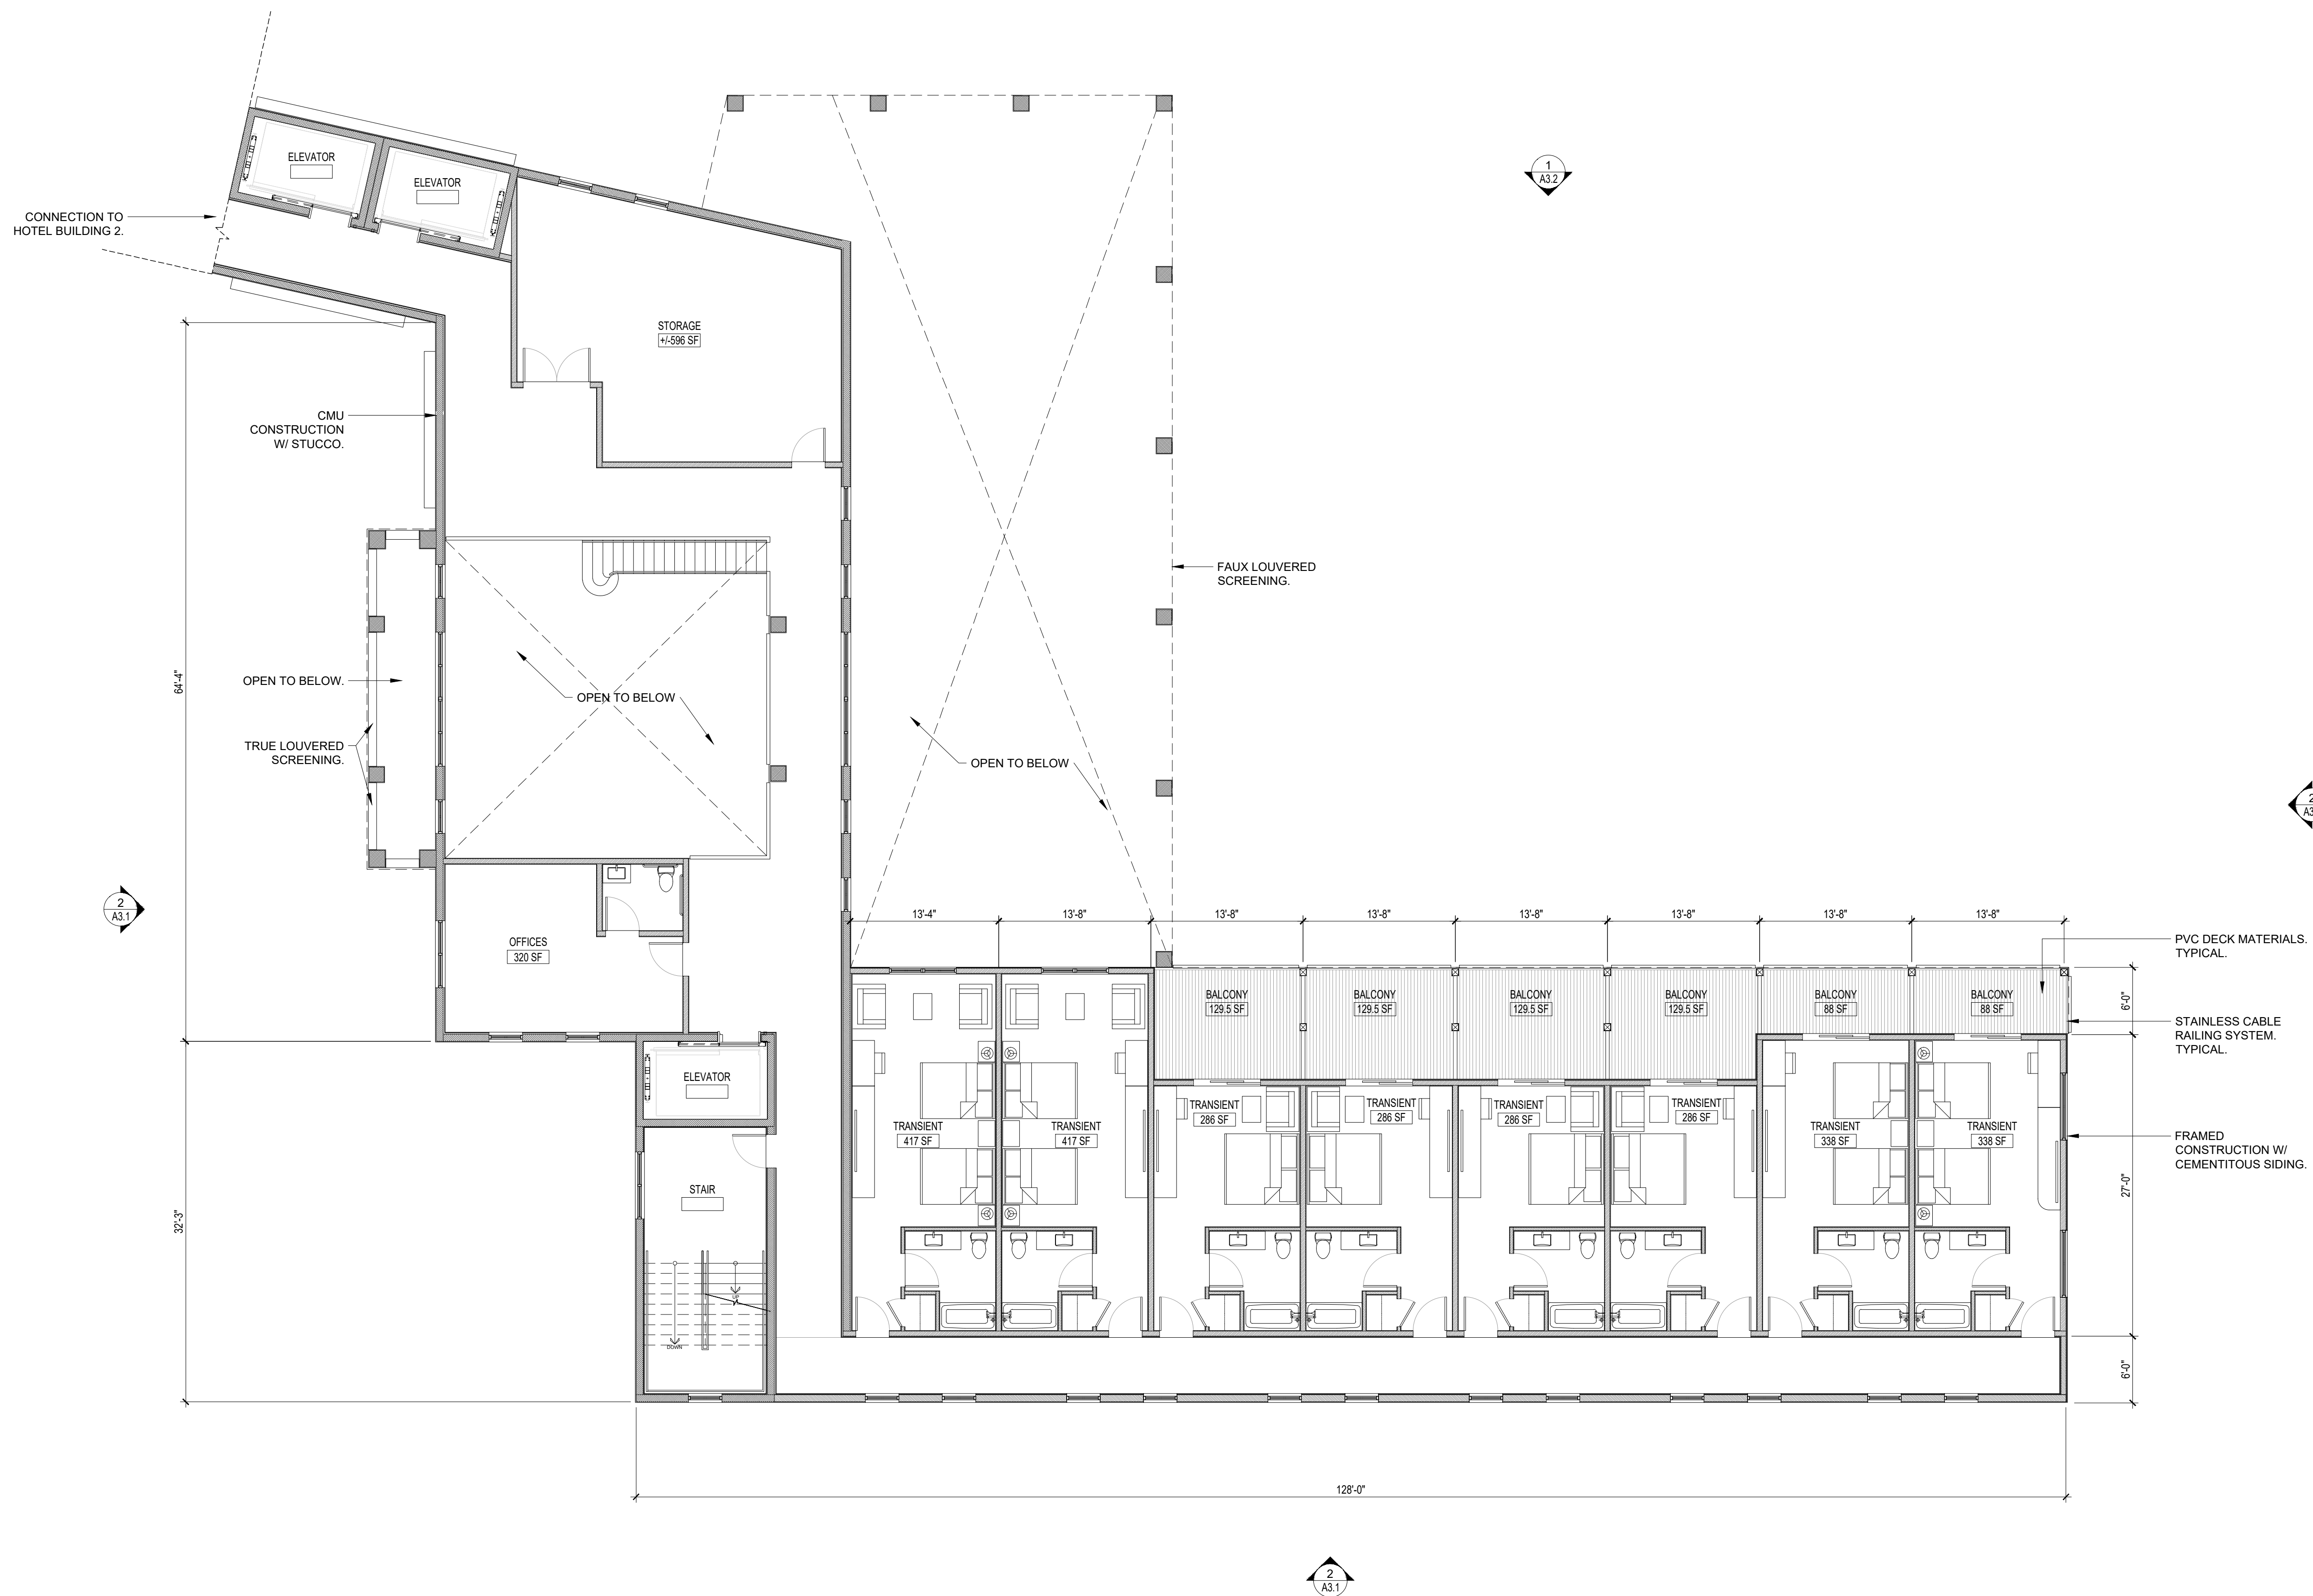 ELEVATOR
ELEVATOR
1
A3.2
CONNECTION TO
HOTEL BUILDING 2.
STORAGE
+/-596 SF
CMU
CONSTRUCTION
W/ STUCCO.
FAUX LOUVERED
SCREENING.
64'-4"
OPEN TO BELOW.
OPEN TO BELOW
TRUE LOUVERED
SCREENING.
OPEN TO BELOW
2
A3
2
A3.1
13'-4"
13'-8"
13'-8"
13'-8"
13'-8"
13'-8"
13'-8"
13'-8"
OFFICES
320 SF
PVC DECK MATERIALS.
TYPICAL.
BALCONY
129.5 SF
BALCONY
129.5 SF
BALCONY
129.5 SF
BALCONY
129.5 SF
BALCONY
88 SF
BALCONY
88 SF
6'-0"
STAINLESS CABLE
RAILING SYSTEM.
TYPICAL.
ELEVATOR
TRANSIENT
417 SF
TRANSIENT
417 SF
TRANSIENT
286 SF
TRANSIENT
286 SF
TRANSIENT
286 SF
TRANSIENT
286 SF
TRANSIENT
338 SF
TRANSIENT
338 SF
FRAMED
CONSTRUCTION W/
CEMENTITOUS SIDING.
STAIR
27'-0"
32'-3"
UP
DOWN
6'-0"
128'-0"
2
A3.1